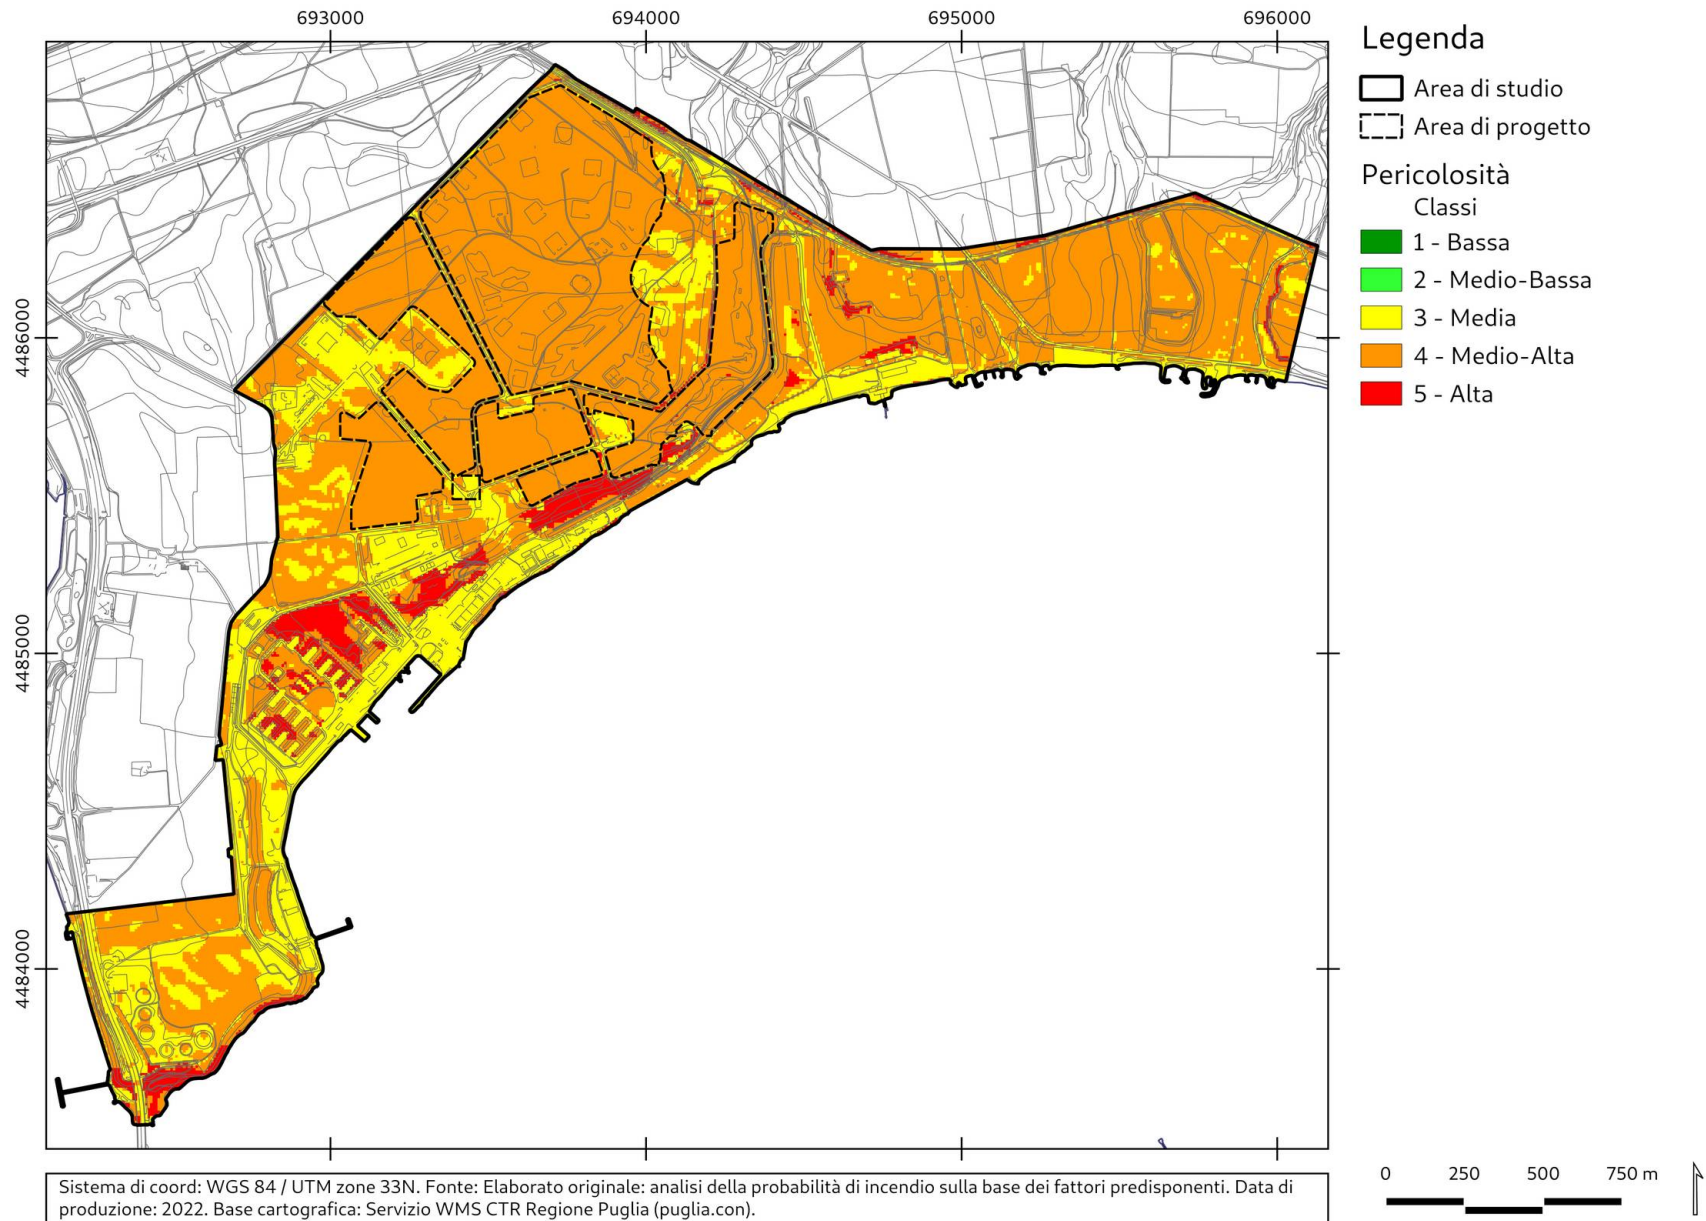 693000 694000 695000 696000
4486000
4485000
4484000
Legenda
Area di studio
Area di progetto
Pericolosità
Classi
1 - Bassa
2 - Medio-Bassa
3 - Media
4 - Medio-Alta
5 - Alta
0 250 500 750 m
Sistema di coord: WGS 84 / UTM zone 33N. Fonte: Elaborato originale: analisi della probabilità di incendio sulla base dei fattori predisponenti. Data di
produzione: 2022. Base cartografica: Servizio WMS CTR Regione Puglia (puglia.con).